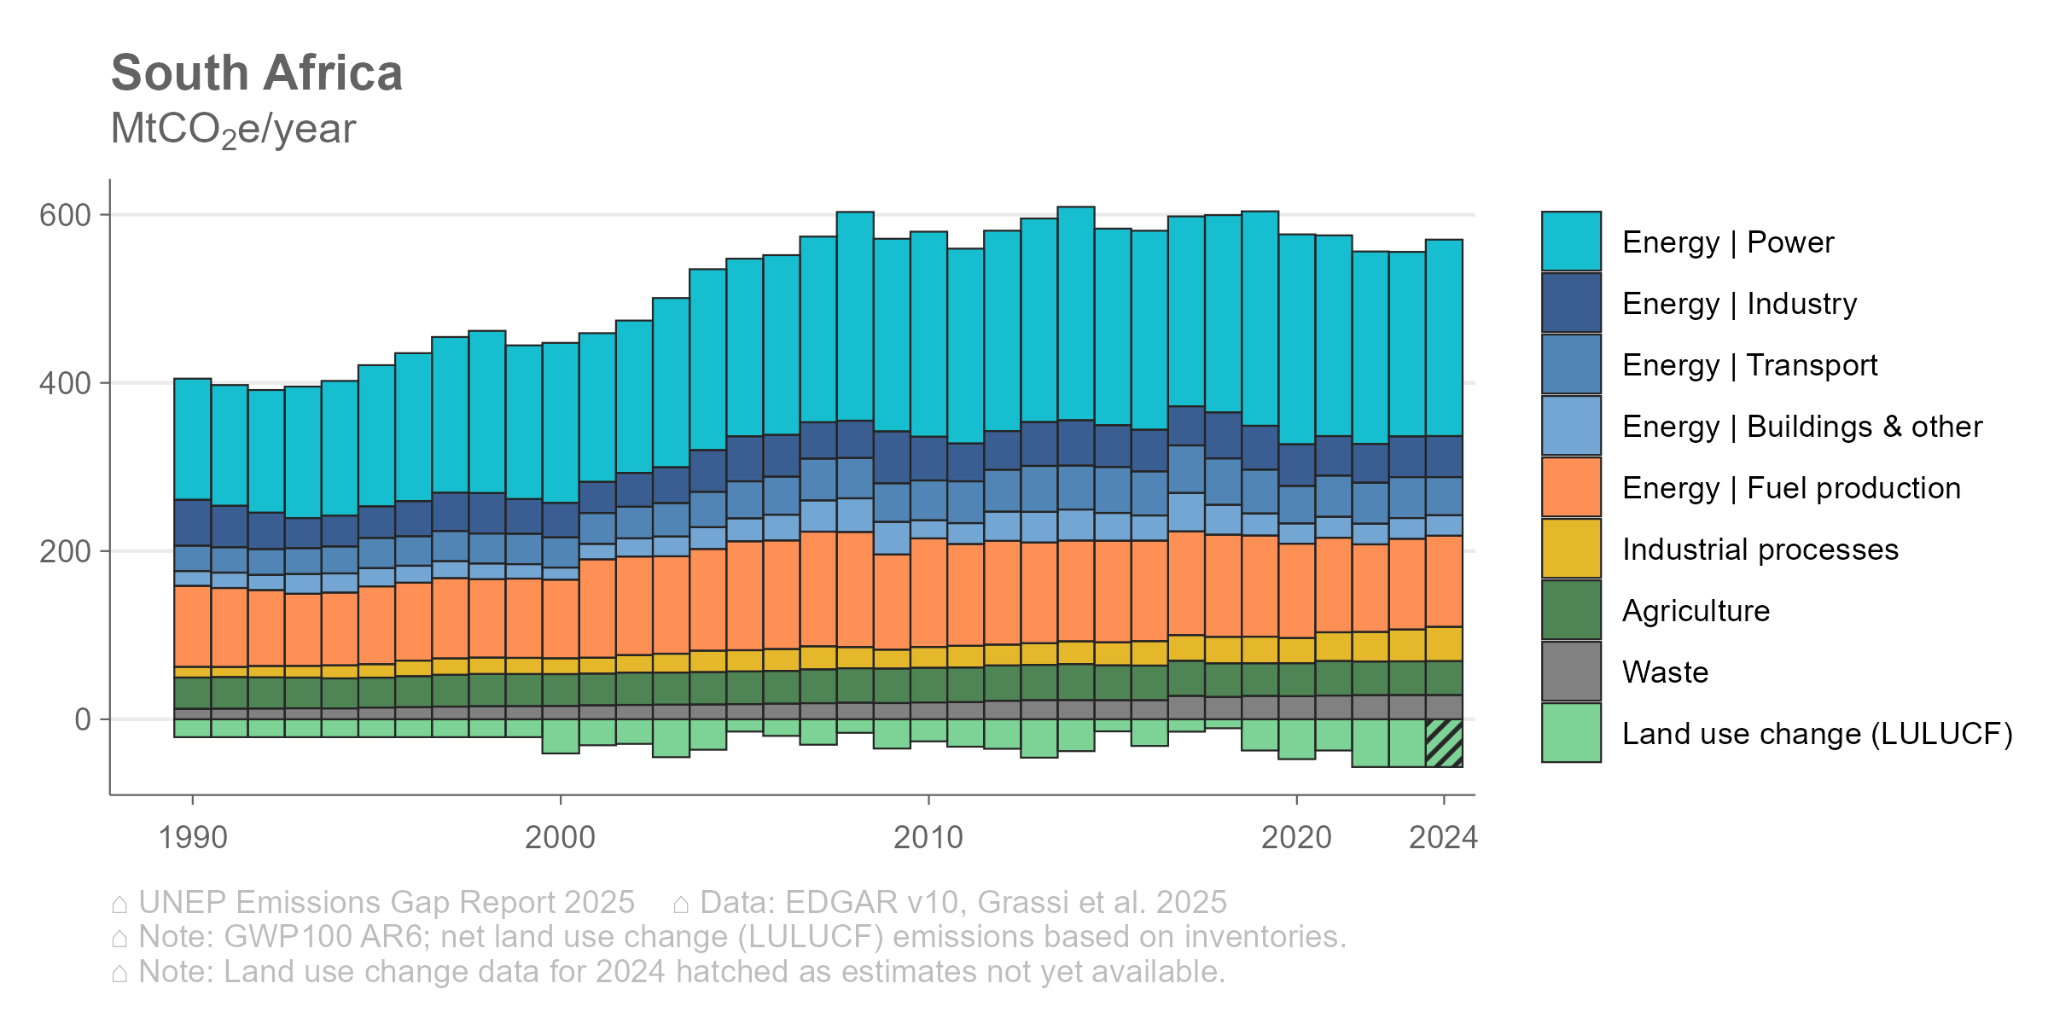 South Africa
MtCO₂e/year
600
400
200
0
1990 2000 2010 2020 2024
Energy | Power
Energy | Industry
Energy | Transport
Energy | Buildings & other
Energy | Fuel production
Industrial processes
Agriculture
Waste
Land use change (LULUCF)
⌂ UNEP Emissions Gap Report 2025 ⌂ Data: EDGAR v10, Grassi et al. 2025
⌂ Note: GWP100 AR6; net land use change (LULUCF) emissions based on inventories.
⌂ Note: Land use change data for 2024 hatched as estimates not yet available.